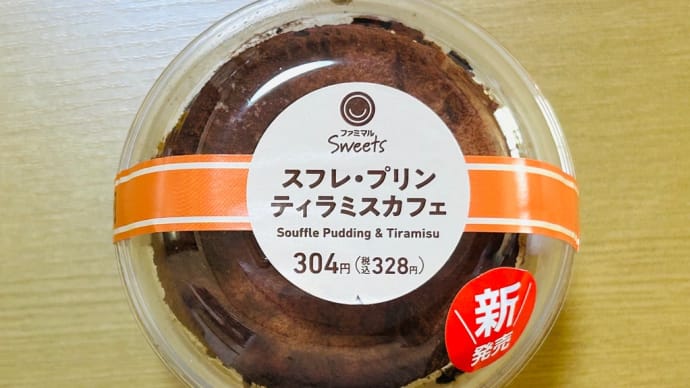 ファミマル
Sweets
スフレ・プリン
ティラミスカフェ
Souffle Pudding & Tiramisu
304円(税込328円)
新
発売